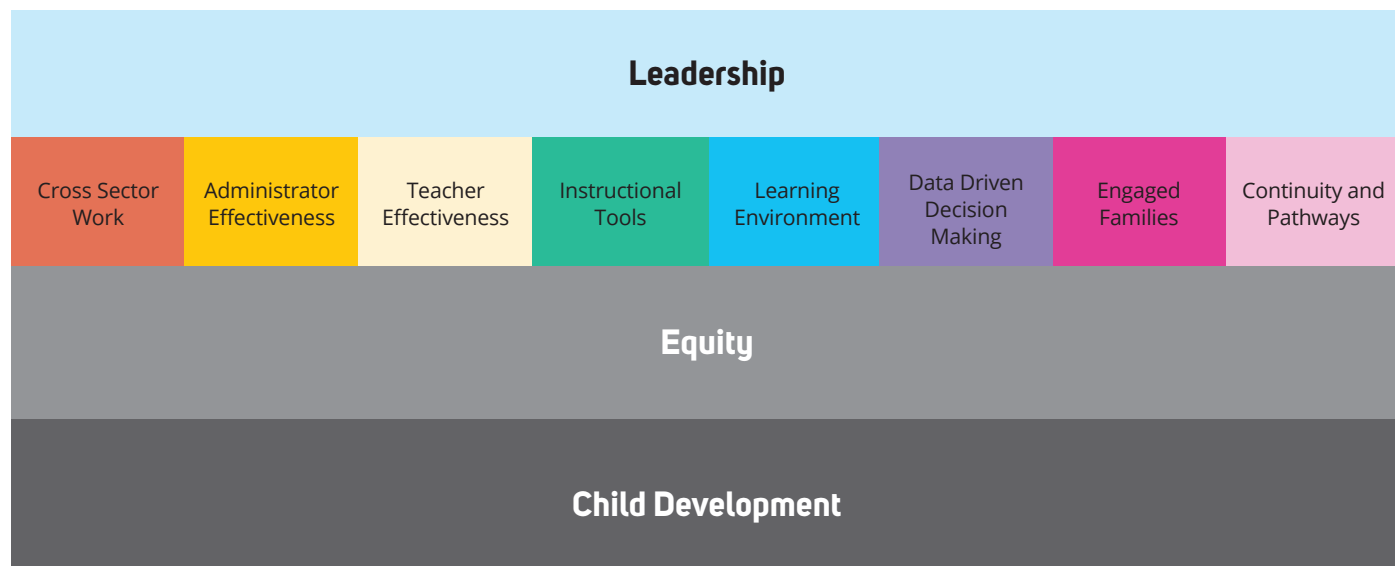 Leadership
Cross Sector
Work
Administrator
Effectiveness
Teacher
Effectiveness
Instructional
Tools
Learning
Environment
Data Driven
Decision
Making
Engaged
Families
Continuity and
Pathways
Equity
Child Development